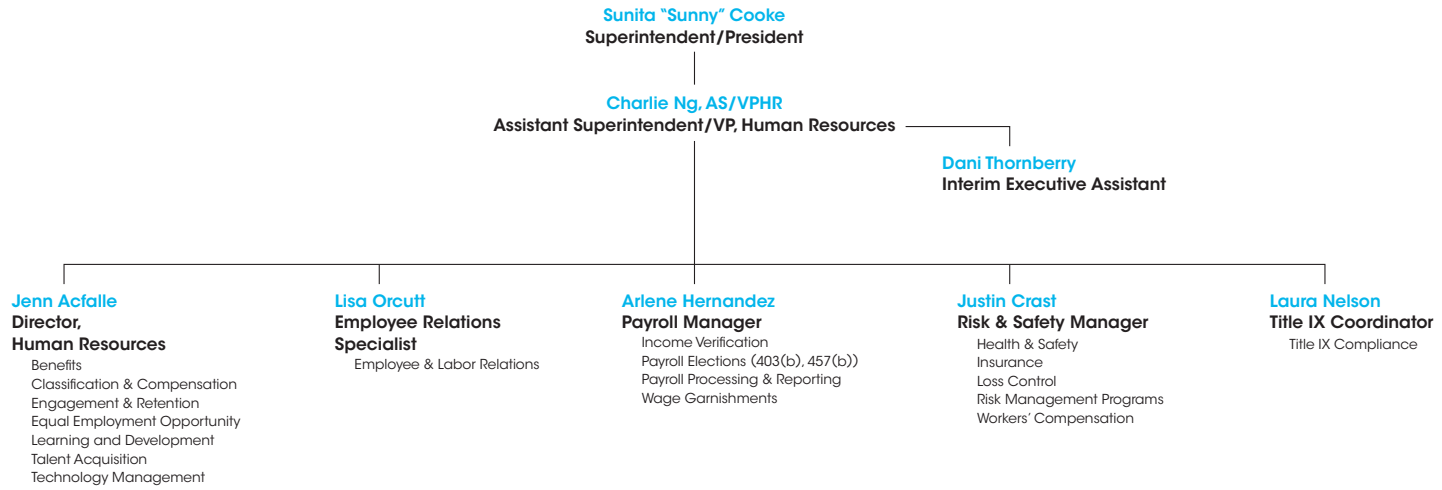 Sunita “Sunny” Cooke
Superintendent/President
Charlie Ng, AS/VPHR
Assistant Superintendent/VP, Human Resources
Dani Thornberry
Interim Executive Assistant
Jenn Acfalle
Director,
Human Resources
Benefits
Classification & Compensation
Engagement & Retention
Equal Employment Opportunity
Learning and Development
Talent Acquisition
Technology Management
Lisa Orcutt
Employee Relations
Specialist
Employee & Labor Relations
Arlene Hernandez
Payroll Manager
Income Verification
Payroll Elections (403(b), 457(b))
Payroll Processing & Reporting
Wage Garnishments
Justin Crast
Risk & Safety Manager
Health & Safety
Insurance
Loss Control
Risk Management Programs
Workers’ Compensation
Laura Nelson
Title IX Coordinator
Title IX Compliance